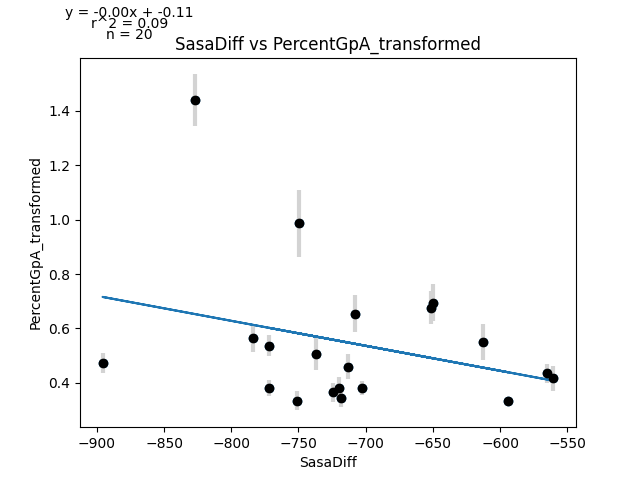 y = -0.00x + -0.11
r^2 = 0.09
n = 20
SasaDiff vs PercentGpA_transformed
PercentGpA_transformed
1.4
1.2
1.0
0.8
0.6
0.4
−900
−850
−800
−750
−700
−650
−600
−550
SasaDiff